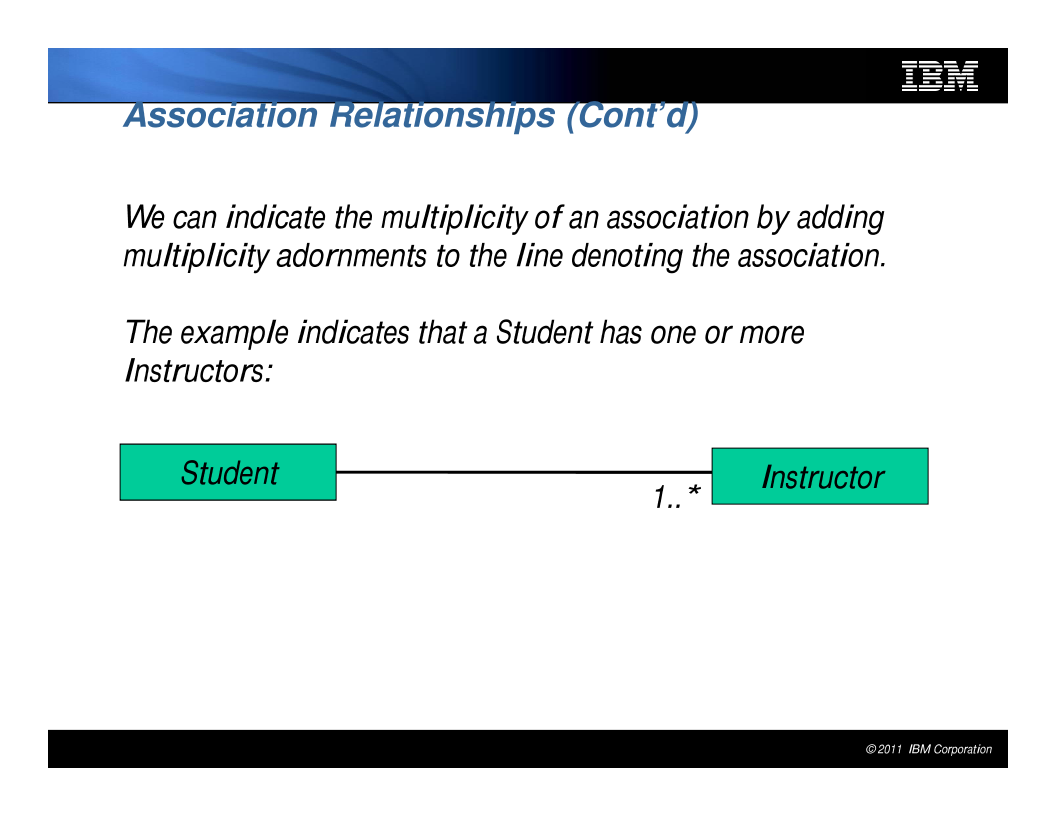 IBM
Association Relationships (Cont’d)
We can indicate the multiplicity of an association by adding
multiplicity adornments to the line denoting the association.
The example indicates that a Student has one or more
Instructors:
Student
Instructor
1..*
© 2011 IBM Corporation